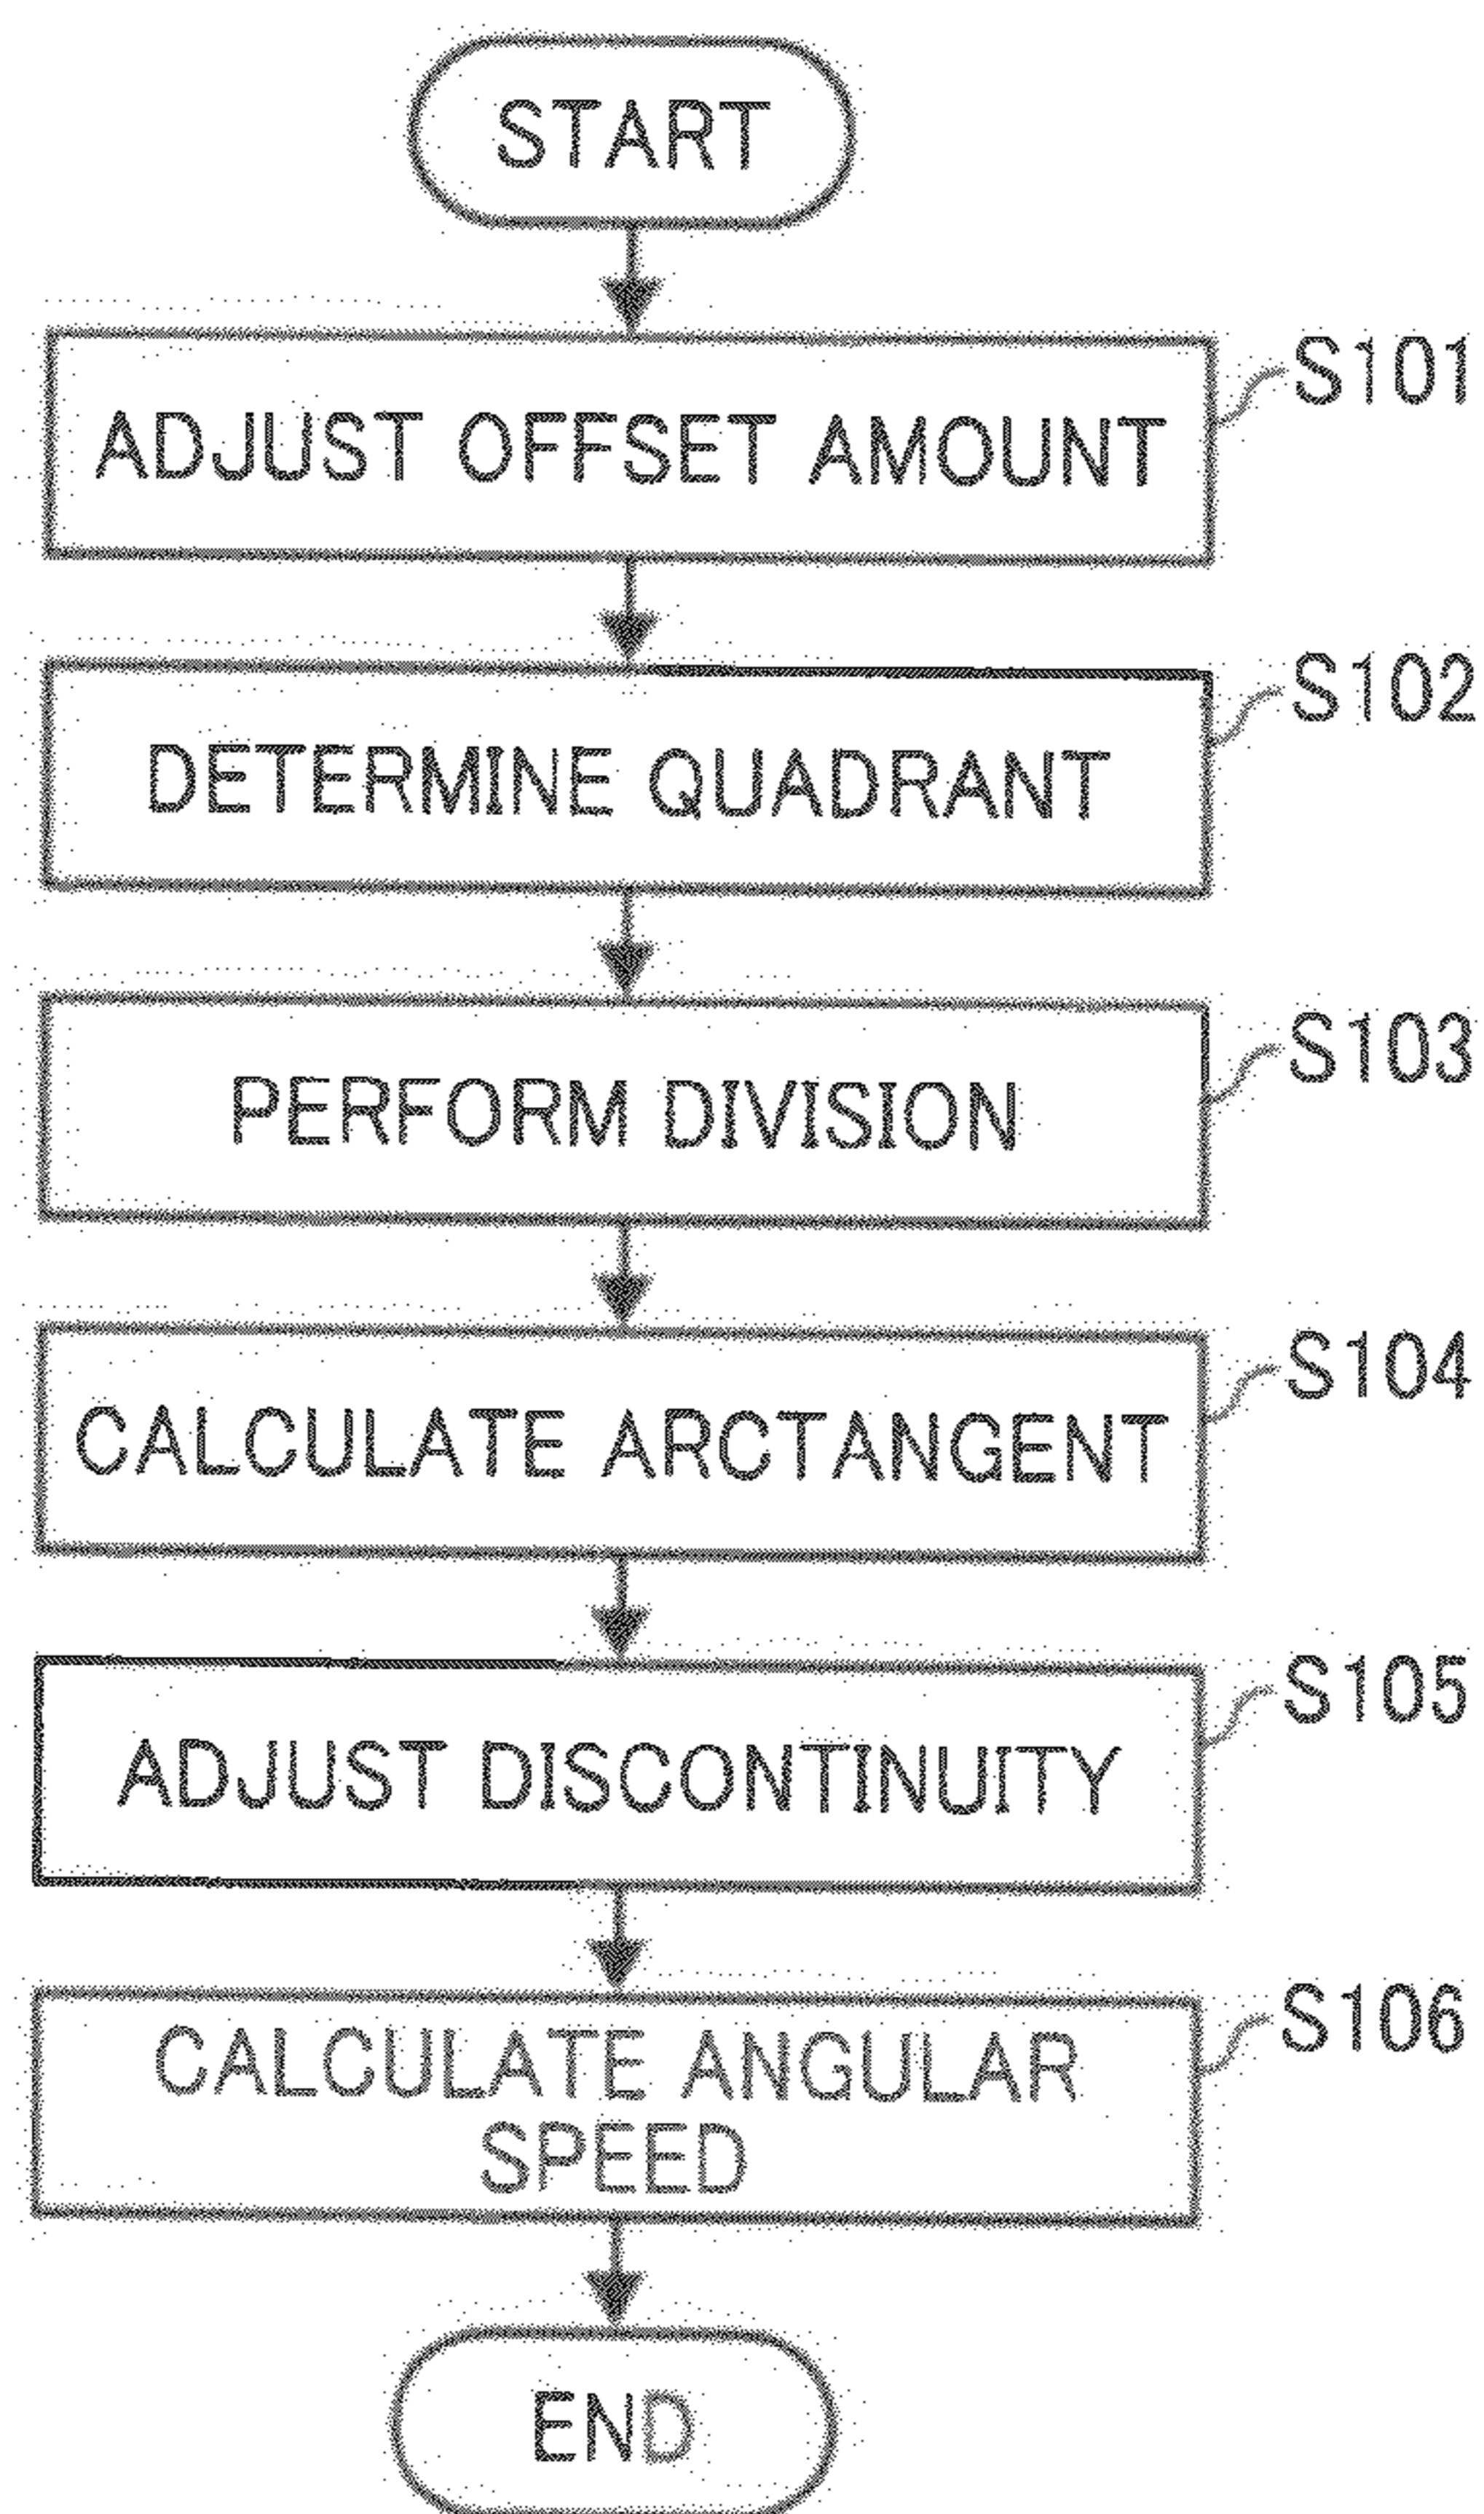 START
ADJUST OFFSET AMOUNT
S101
DETERMINE QUADRANT
S102
PERFORM DIVISION
S103
CALCULATE ARCTANGENT
S104
ADJUST DISCONTINUITY
S105
CALCULATE ANGULAR
SPEED
S106
END